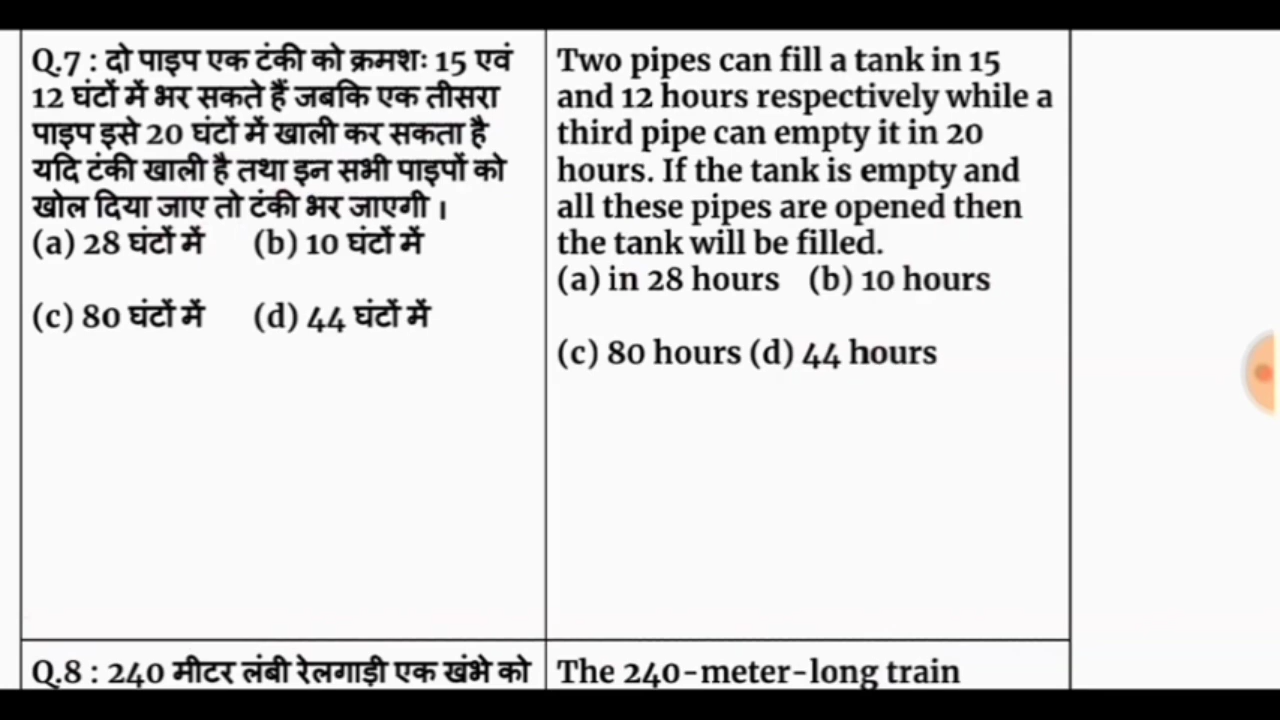 Q.7 : दो पाइप एक टंकी को क्रमशः 15 एवं
12 घंटों में भर सकते हैं जबकि एक तीसरा
पाइप इसे 20 घंटों में खाली कर सकता है
यदि टंकी खाली है तथा इन सभी पाइपों को
खोल दिया जाए तो टंकी भर जाएगी ।
(a) 28 घंटों में (b) 10 घंटों में
(c) 80 घंटों में (d) 44 घंटों में
Two pipes can fill a tank in 15
and 12 hours respectively while a
third pipe can empty it in 20
hours. If the tank is empty and
all these pipes are opened then
the tank will be filled.
(a) in 28 hours (b) 10 hours
(c) 80 hours (d) 44 hours
Q.8 : 240 मीटर लंबी रेलगाड़ी एक खंभे को
The 240-meter-long train